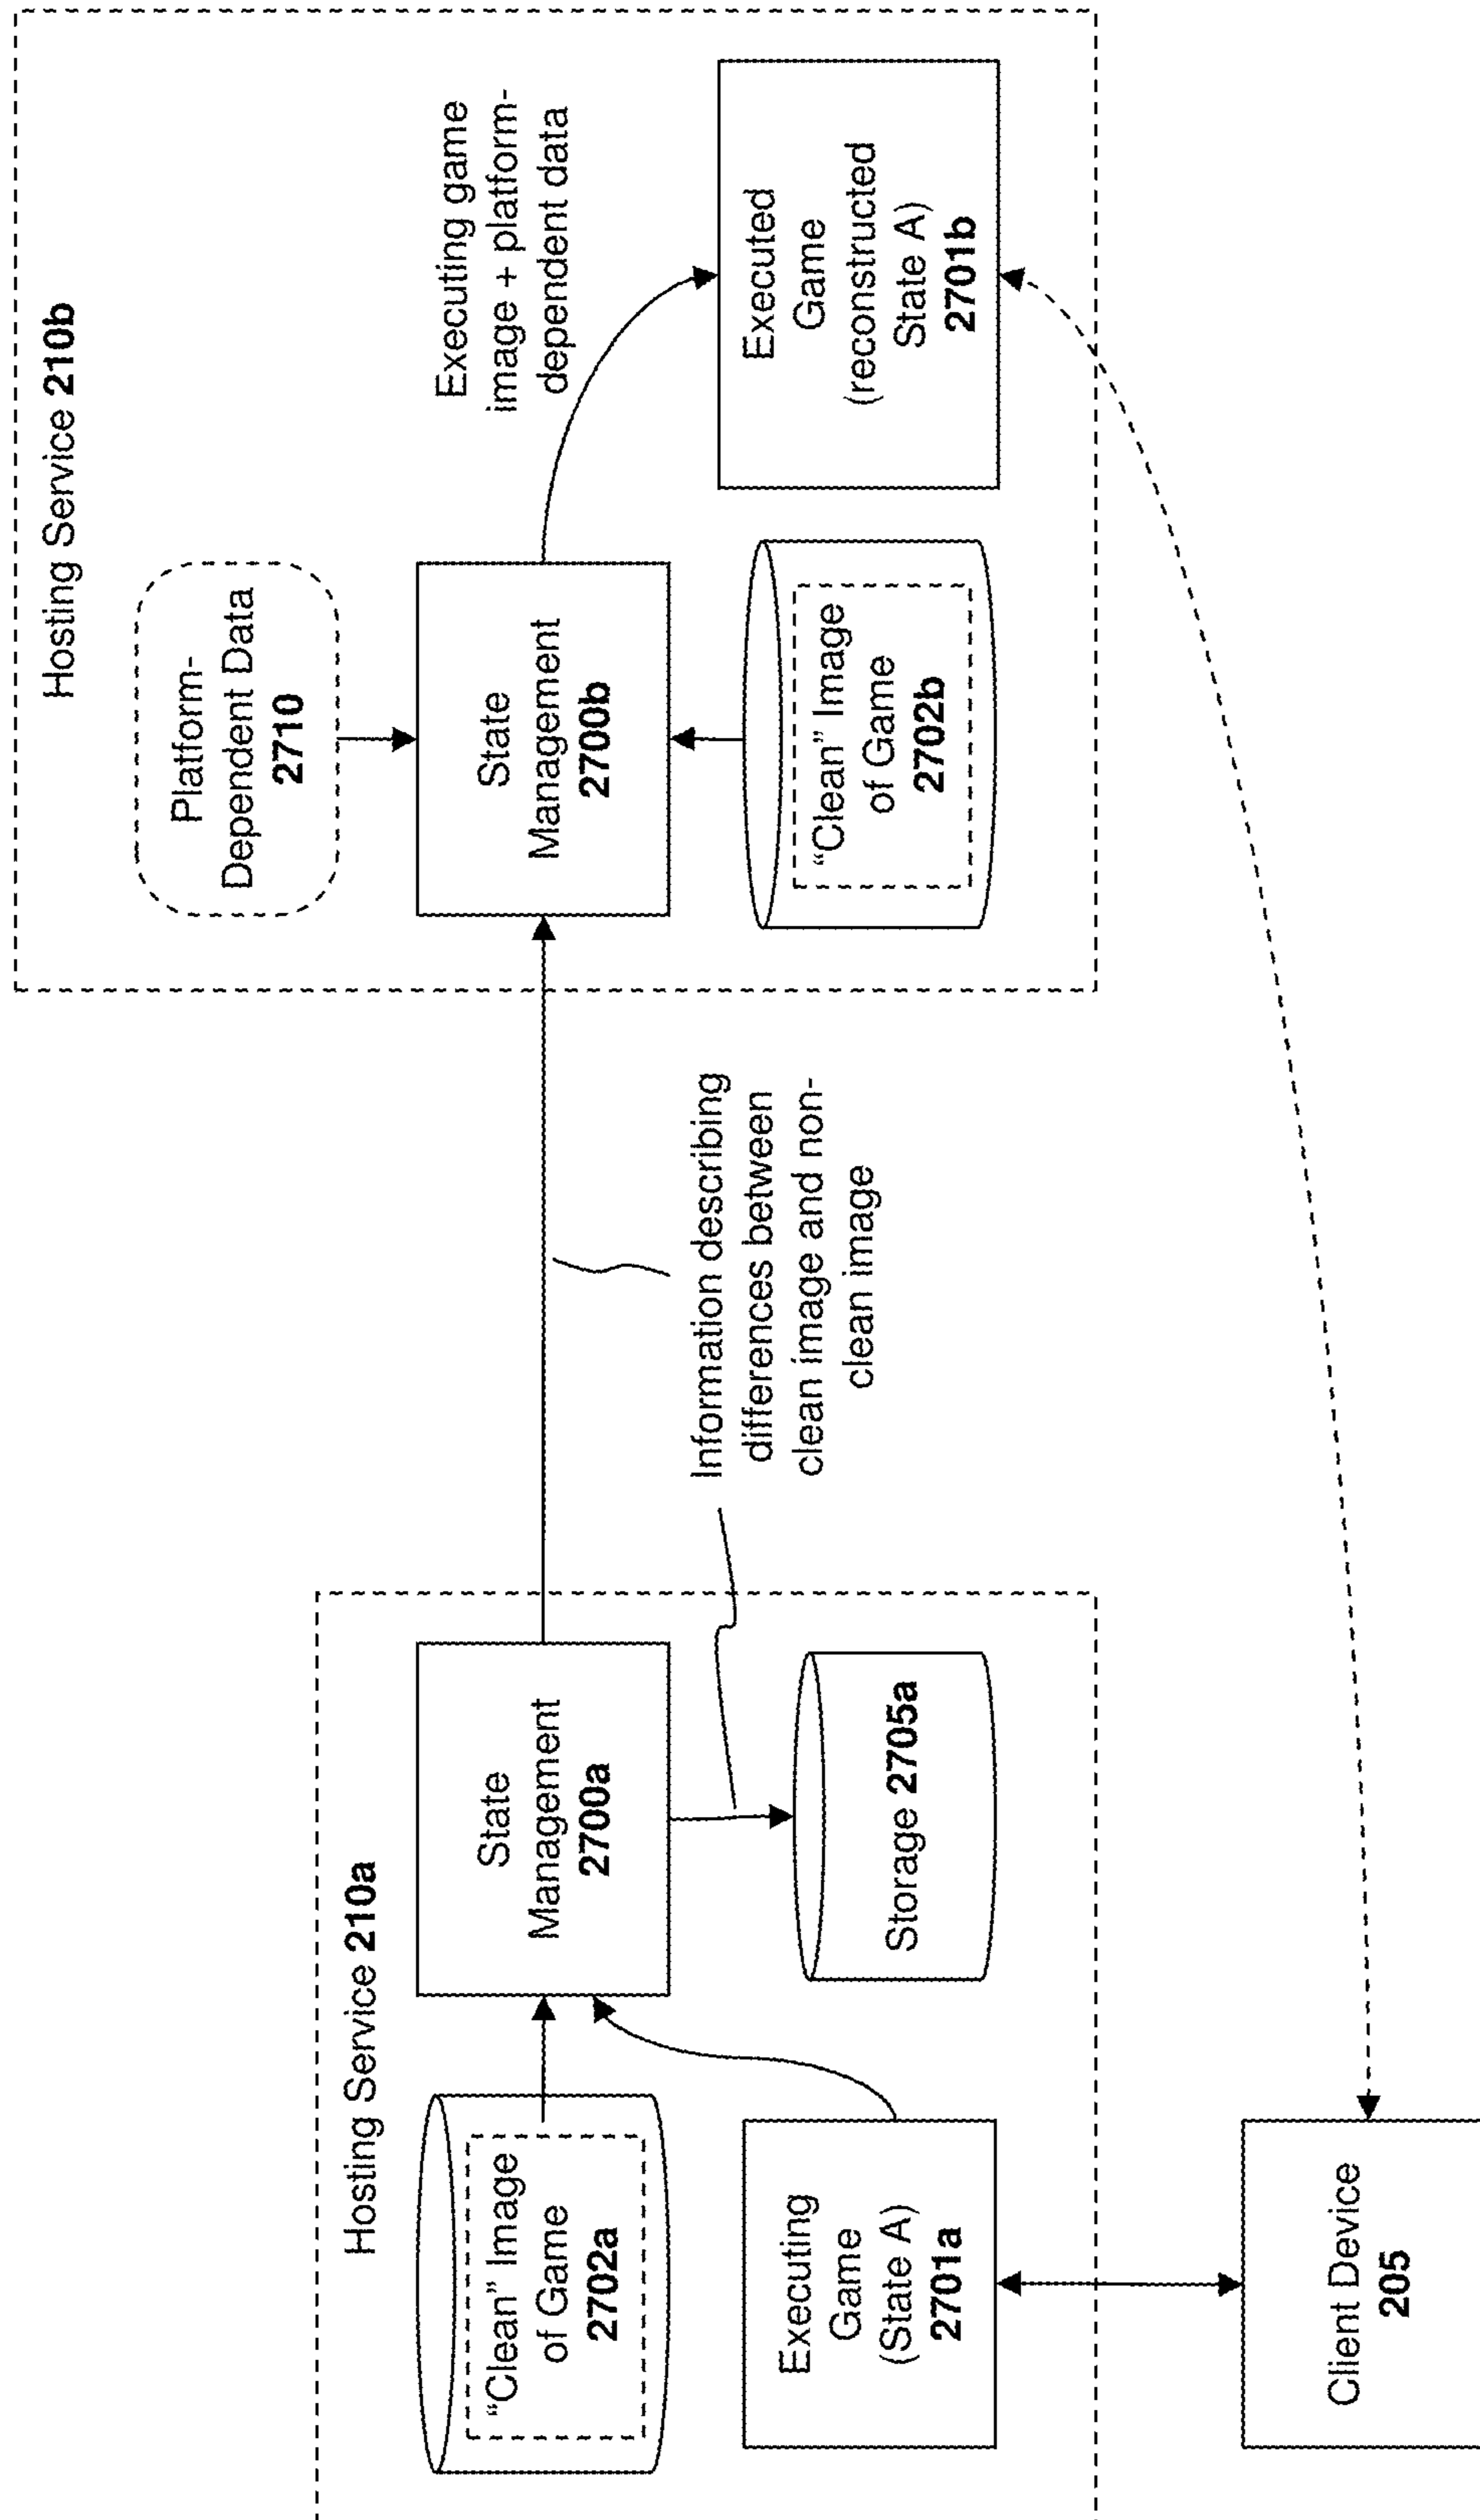 Hosting Service 210a
"Clean" Image
of Game
2702a
State
Management
2700a
Executing
Game
(State A)
2701a
Storage 2705a
Client Device
205
Information describing
differences between
clean image and non-
clean image
Hosting Service 210b
Platform-
Dependent Data
2710
State
Management
2700b
"Clean" Image
of Game
2702b
Executing game
image + platform-
dependent data
Executed
Game
(reconstructed
State A)
2701b